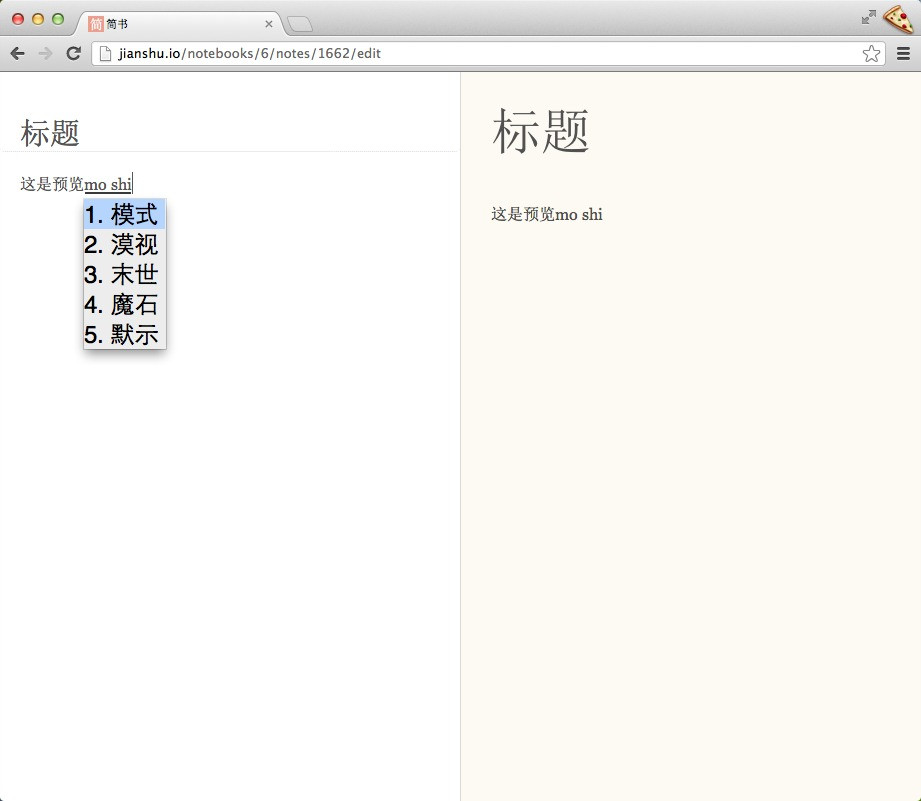 简 简书
jianshu.io/notebooks/6/notes/1662/edit
标题
这是预览mo shi
1. 模式
2. 漠视
3. 末世
4. 魔石
5. 默示
标题
这是预览mo shi